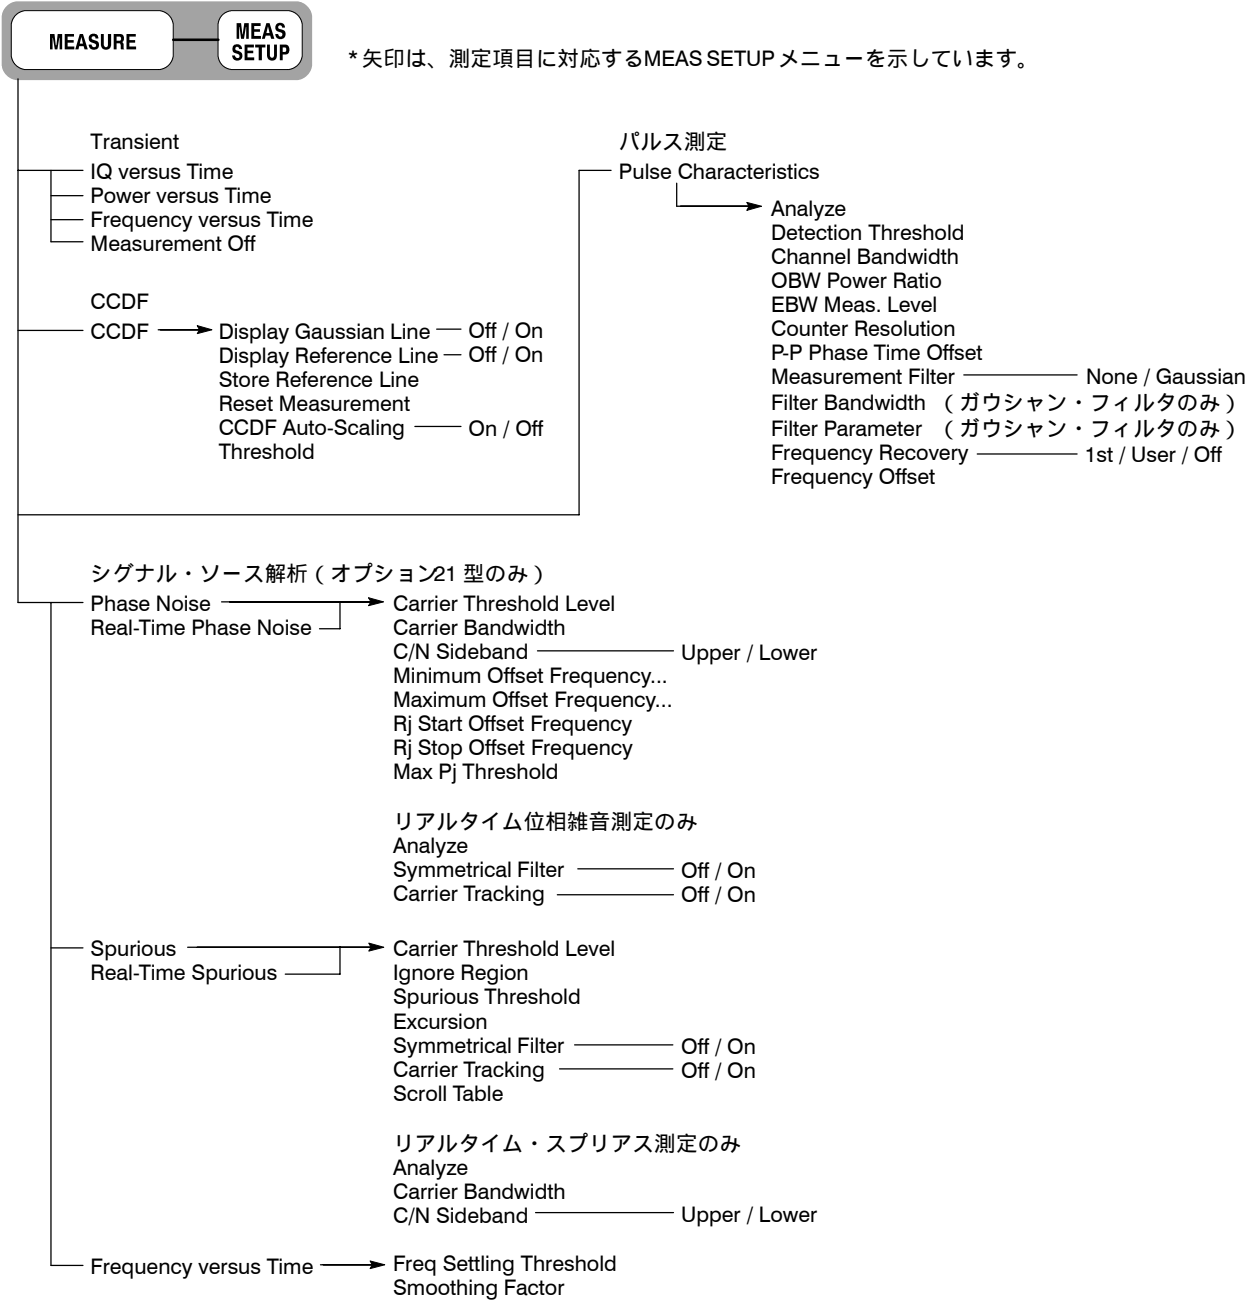 MEASURE
MEAS
SETUP
* 矢印は、測定項目に対応するMEAS SETUP メニューを示しています。
Transient
IQ versus Time
Power versus Time
Frequency versus Time
Measurement Off
CCDF
CCDF
Display Gaussian Line Off / On
Display Reference Line Off / On
Store Reference Line
Reset Measurement
CCDF Auto-Scaling On / Off
Threshold
パルス測定
Pulse Characteristics
Analyze
Detection Threshold
Channel Bandwidth
OBW Power Ratio
EBW Meas. Level
Counter Resolution
P-P Phase Time Offset
Measurement Filter None / Gaussian
Filter Bandwidth （ガウシャン・フィルタのみ）
Filter Parameter （ガウシャン・フィルタのみ）
Frequency Recovery 1st / User / Off
Frequency Offset
シグナル・ソース解析（オプション21 型のみ）
Phase Noise
Real-Time Phase Noise
Carrier Threshold Level
Carrier Bandwidth
C/N Sideband Upper / Lower
Minimum Offset Frequency...
Maximum Offset Frequency...
Rj Start Offset Frequency
Rj Stop Offset Frequency
Max Pj Threshold
リアルタイム位相雑音測定のみ
Analyze
Symmetrical Filter Off / On
Carrier Tracking Off / On
Spurious
Real-Time Spurious
Carrier Threshold Level
Ignore Region
Spurious Threshold
Excursion
Symmetrical Filter Off / On
Carrier Tracking Off / On
Scroll Table
リアルタイム・スプリアス測定のみ
Analyze
Carrier Bandwidth
C/N Sideband Upper / Lower
Frequency versus Time
Freq Settling Threshold
Smoothing Factor